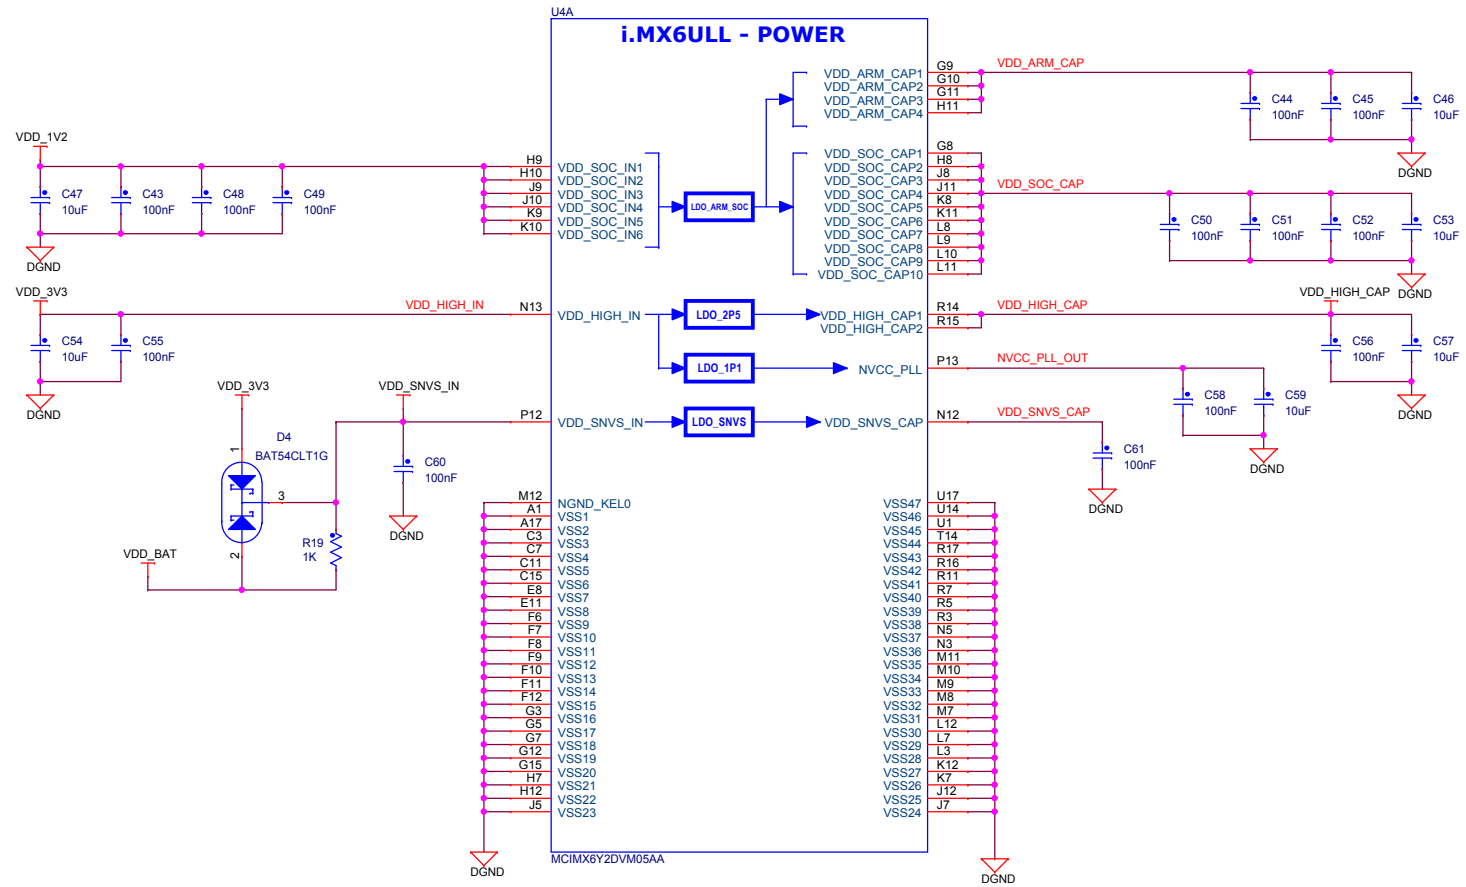 U4A
i.MX6ULL - POWER
VDD_1V2
C47
10uF
C43
100nF
C48
100nF
C49
100nF
DGND
H9
H10
J9
J10
K9
K10
VDD_SOC_IN1
VDD_SOC_IN2
VDD_SOC_IN3
VDD_SOC_IN4
VDD_SOC_IN5
VDD_SOC_IN6
LDO_ARM_SOC
VDD_ARM_CAP1
VDD_ARM_CAP2
VDD_ARM_CAP3
VDD_ARM_CAP4
G9
G10
G11
H11
VDD_ARM_CAP
C44
100nF
C45
100nF
C46
10uF
DGND
VDD_SOC_CAP1
VDD_SOC_CAP2
VDD_SOC_CAP3
VDD_SOC_CAP4
VDD_SOC_CAP5
VDD_SOC_CAP6
VDD_SOC_CAP7
VDD_SOC_CAP8
VDD_SOC_CAP9
VDD_SOC_CAP10
G8
H8
J8
J11
K8
K11
L8
L9
L10
L11
VDD_SOC_CAP
C50
100nF
C51
100nF
C52
100nF
C53
10uF
DGND
VDD_3V3
VDD_HIGH_IN
N13
VDD_HIGH_IN
LDO_2P5
VDD_HIGH_CAP1
VDD_HIGH_CAP2
R14
R15
VDD_HIGH_CAP
VDD_HIGH_CAP
C54
10uF
C55
100nF
DGND
C56
100nF
C57
10uF
DGND
LDO_1P1
NVCC_PLL
P13
NVCC_PLL_OUT
C58
100nF
C59
10uF
DGND
VDD_3V3
VDD_SNVS_IN
P12
VDD_SNVS_IN
LDO_SNVS
VDD_SNVS_CAP
N12
VDD_SNVS_CAP
C61
100nF
DGND
1
D4
BAT54CLT1G
3
2
C60
100nF
DGND
R19
1K
VDD_BAT
M12
A1
A17
C3
C7
C11
C15
E8
E11
F6
F7
F8
F9
F10
F11
F12
G3
G5
G7
G12
G15
H7
H12
J5
NGND_KEL0
VSS1
VSS2
VSS3
VSS4
VSS5
VSS6
VSS7
VSS8
VSS9
VSS10
VSS11
VSS12
VSS13
VSS14
VSS15
VSS16
VSS17
VSS18
VSS19
VSS20
VSS21
VSS22
VSS23
VSS47
VSS46
VSS45
VSS44
VSS43
VSS42
VSS41
VSS40
VSS39
VSS38
VSS37
VSS36
VSS35
VSS34
VSS33
VSS32
VSS31
VSS30
VSS29
VSS28
VSS27
VSS26
VSS25
VSS24
U17
U14
U1
T14
R17
R16
R11
R7
R5
R3
N5
N3
M11
M10
M9
M8
M7
L12
L7
L3
K12
K7
J12
J7
DGND
DGND
MCIMX6Y2DVM05AA